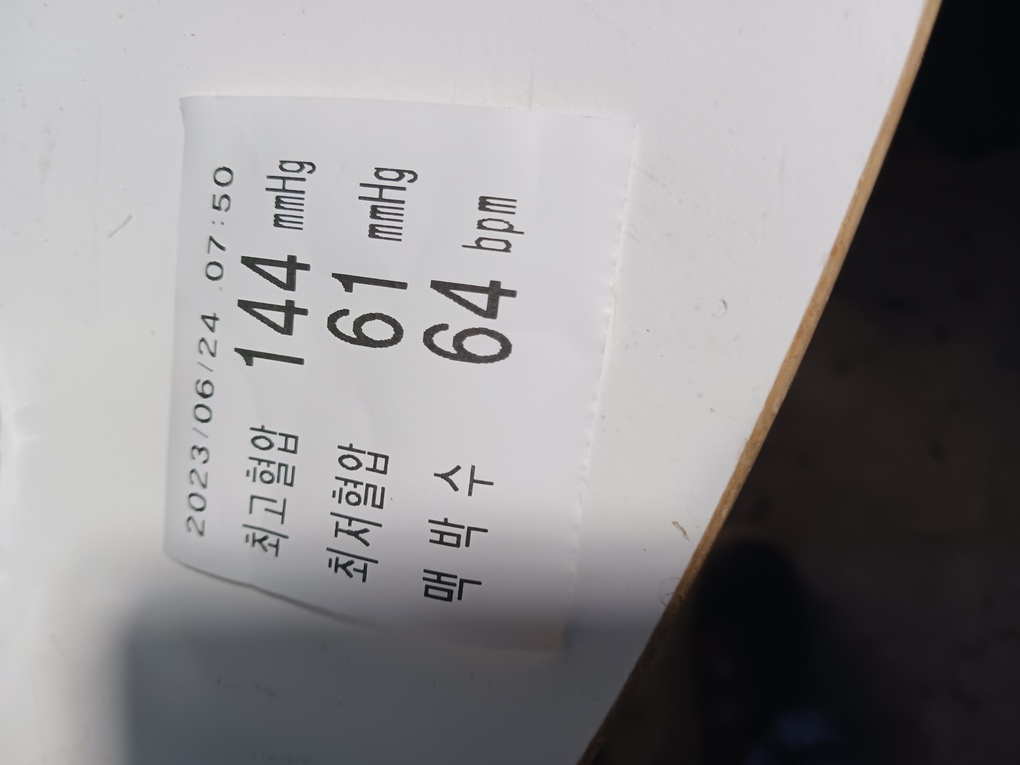 2023/06/24 .07:50
최고혈압 144 mmHg
최저혈압 61 mmHg
맥 박 수 64 bpm